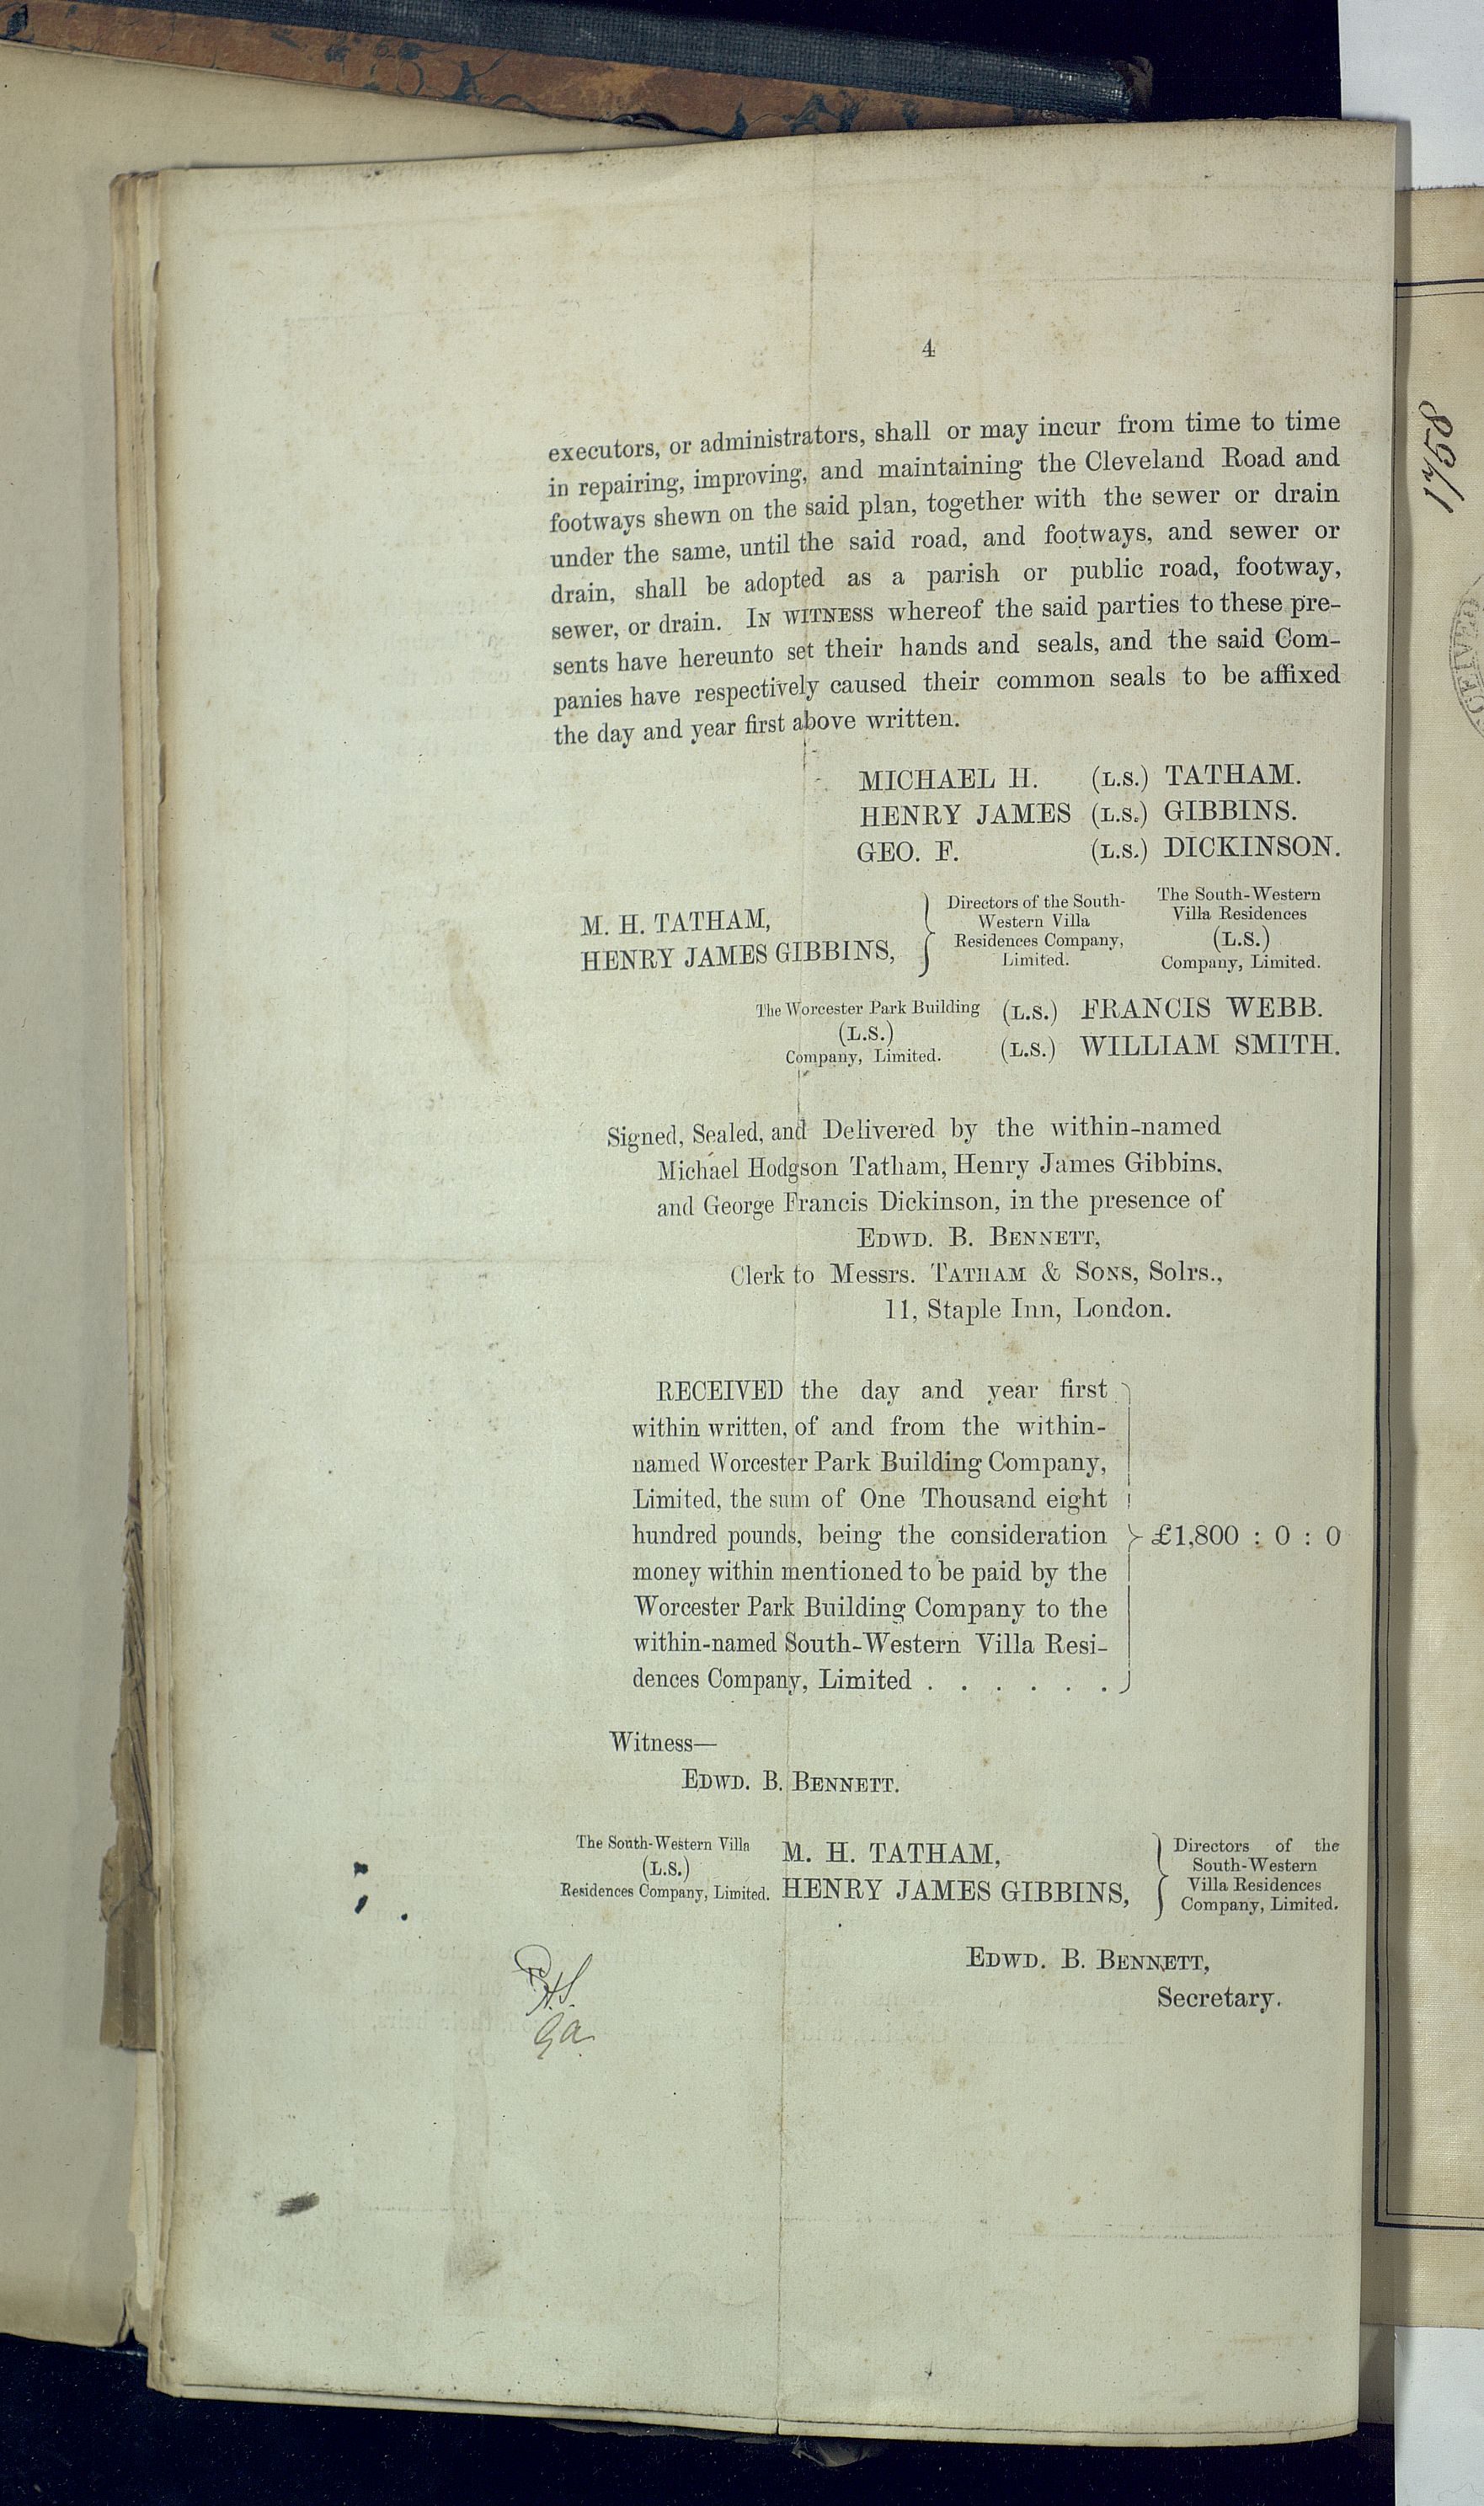 4
executors, or administrators, shall or may incur from time to time
in repairing, improving, and maintaining the Cleveland Road and
footways shewn on the said plan, together with the sewer or drain
under the same, until the said road, and footways, and sewer or
drain, shall be adopted as a parish or public road, footway,
sewer, or drain. IN WITNESS whereof the said parties to these pre-
sents have hereunto set their hands and seals, and the said Com-
panies have respectively caused their common seals to be affixed
the day and year first above written.
MICHAEL H. (L.S.) TATHAM.
HENRY JAMES (L.S.) GIBBINS.
GEO. F. (L.S.) DICKINSON.
M. H. TATHAM,
HENRY JAMES GIBBINS,
Directors of the South-
Western Villa
Residences Company,
Limited.
The South-Western
Villa Residences
(L.S.)
Company, Limited.
The Worcester Park Building
(L.S.)
Company, Limited.
(L.S.) FRANCIS WEBB.
(L.S.) WILLIAM SMITH.
Signed, Sealed, and Delivered by the within-named
Michael Hodgson Tatham, Henry James Gibbins,
and George Francis Dickinson, in the presence of
EDWD. B. BENNETT,
Clerk to Messrs. TATHAM & SONS, Solrs.,
11, Staple Inn, London.
RECEIVED the day and year first
within written, of and from the within-
named Worcester Park Building Company,
Limited, the sum of One Thousand eight
hundred pounds, being the consideration
money within mentioned to be paid by the
Worcester Park Building Company to the
within-named South-Western Villa Resi-
dences Company, Limited . . . . . .
£1,800 : 0 : 0
Witness—
EDWD. B. BENNETT.
The South-Western Villa
(L.S.)
Residences Company, Limited.
M. H. TATHAM,
HENRY JAMES GIBBINS,
Directors of the
South-Western
Villa Residences
Company, Limited.
EDWD. B. BENNETT,
Secretary.